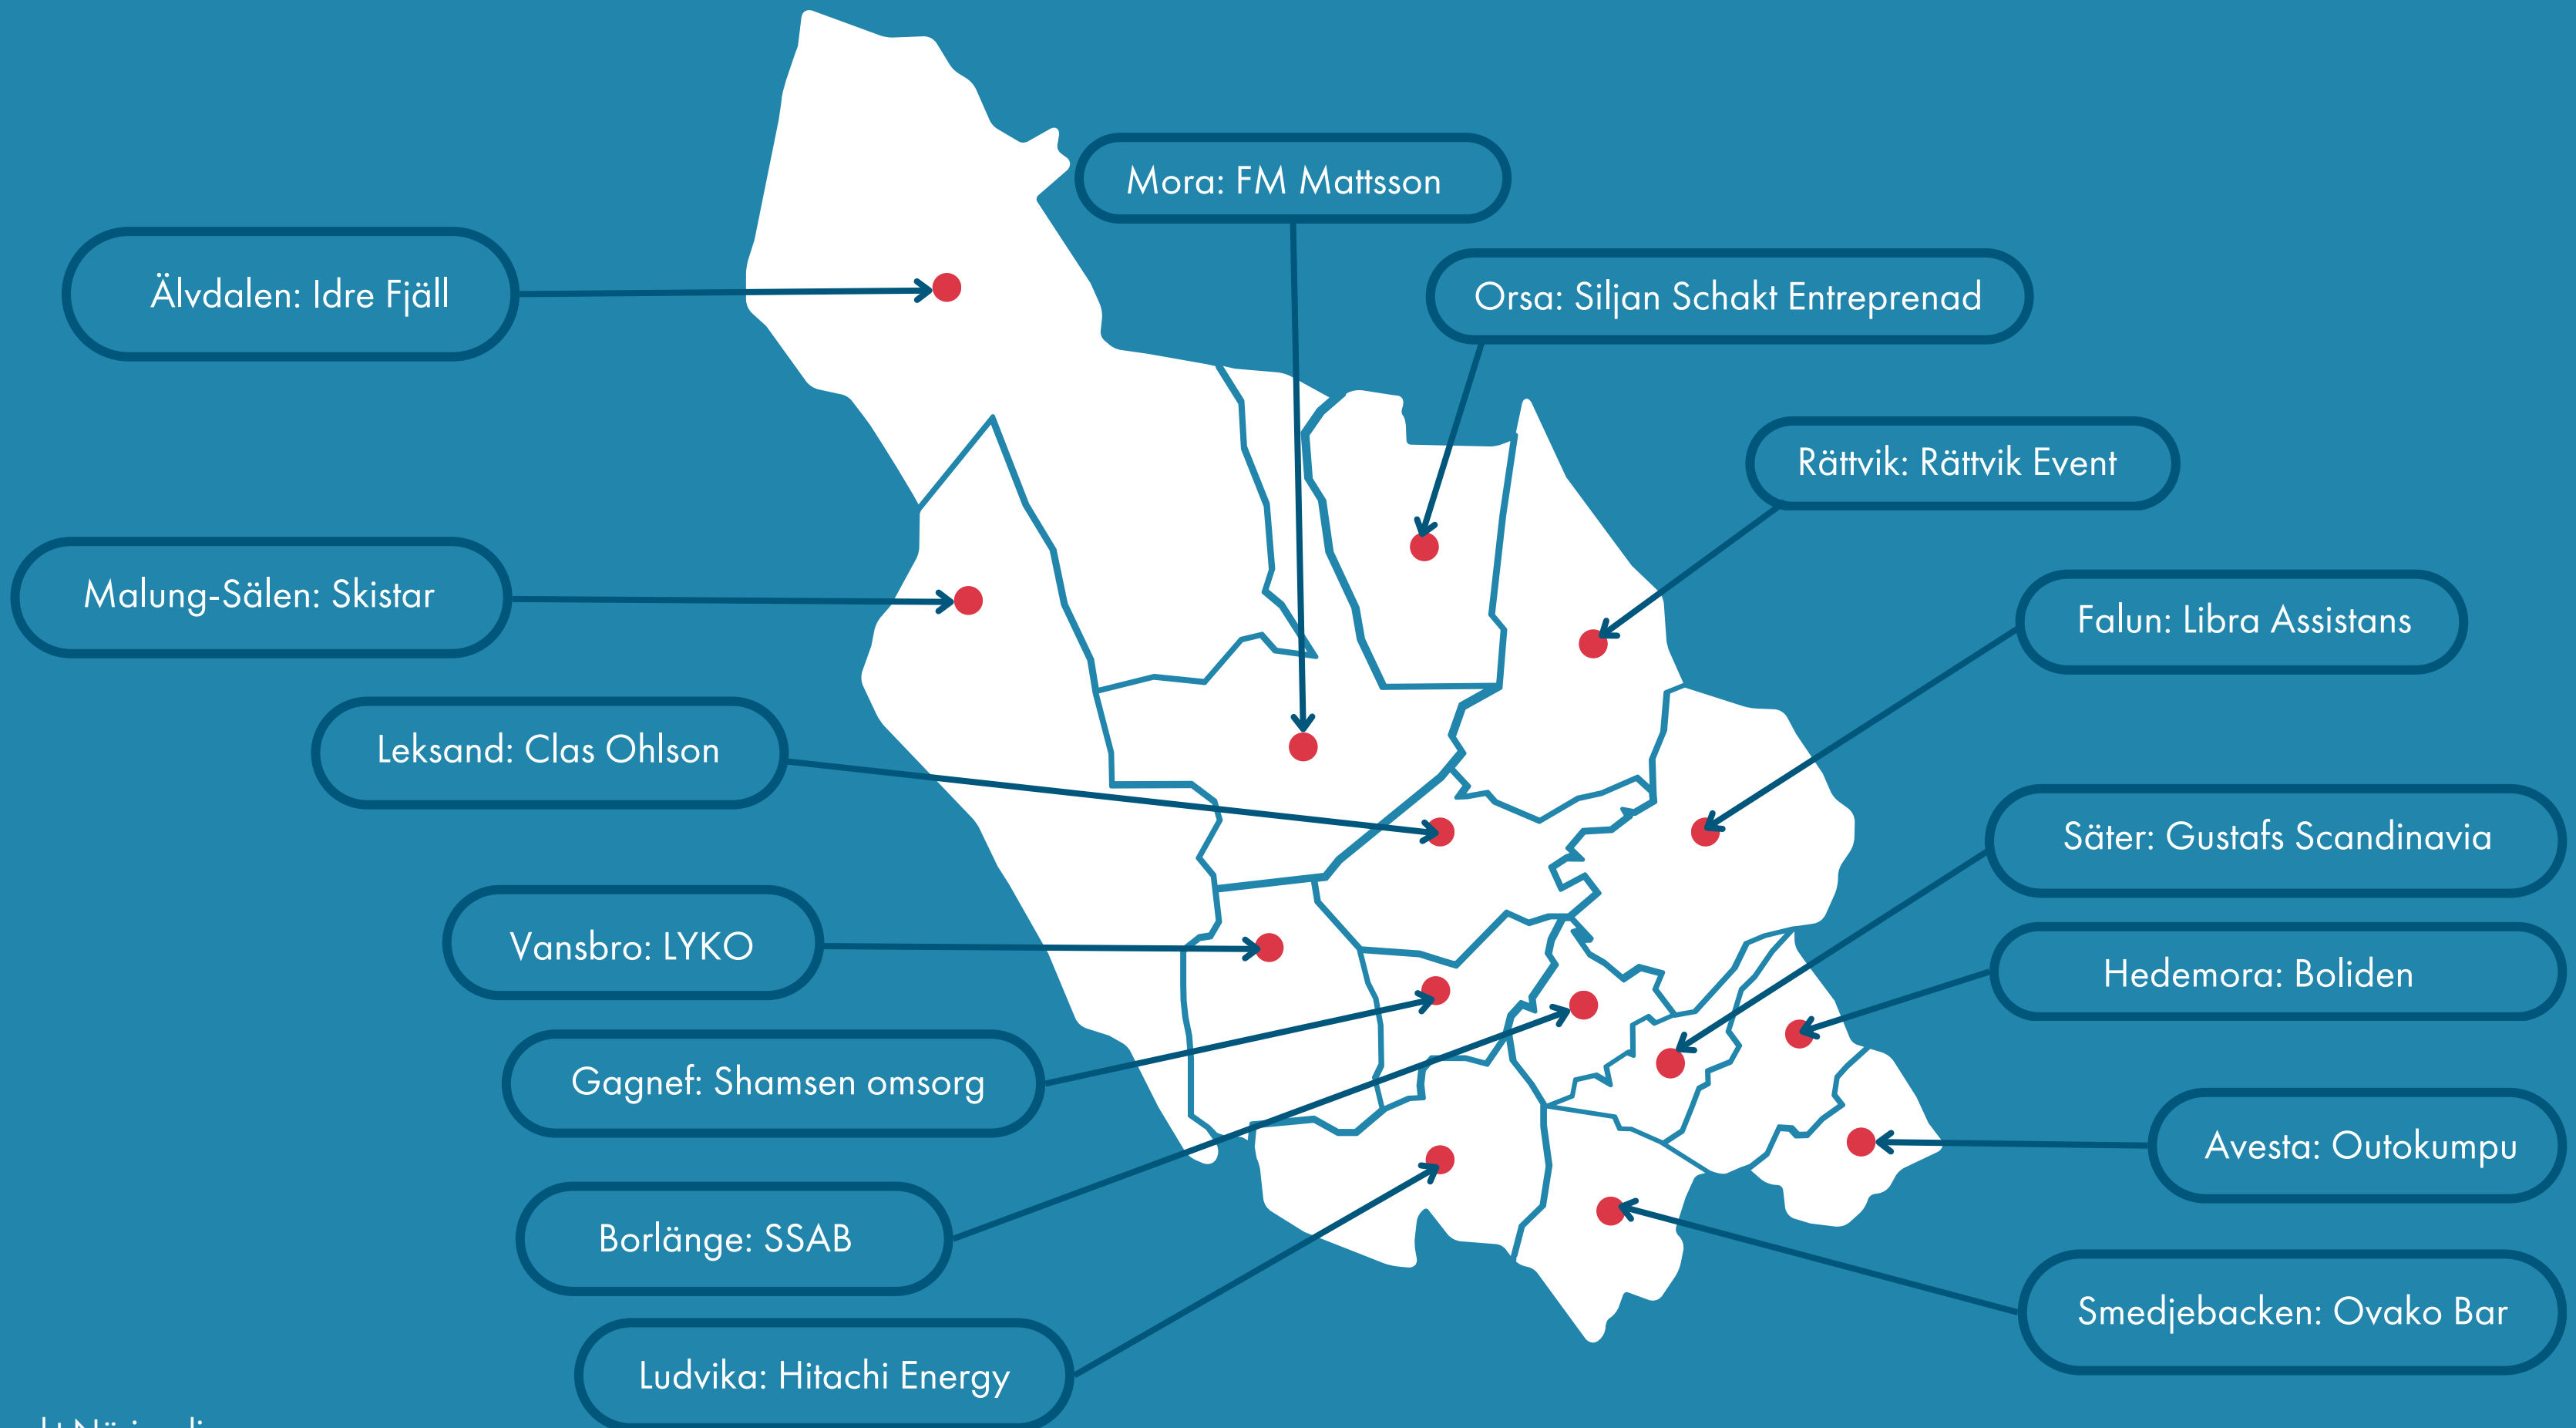 Mora: FM Mattsson
Älvdalen: Idre Fjäll
Orsa: Siljan Schakt Entreprenad
Rättvik: Rättvik Event
Malung-Sälen: Skistar
Falun: Libra Assistans
Leksand: Clas Ohlson
Säter: Gustafs Scandinavia
Vansbro: LYKO
Hedemora: Boliden
Gagnef: Shamsen omsorg
Avesta: Outokumpu
Borlänge: SSAB
Smedjebacken: Ovako Bar
Ludvika: Hitachi Energy